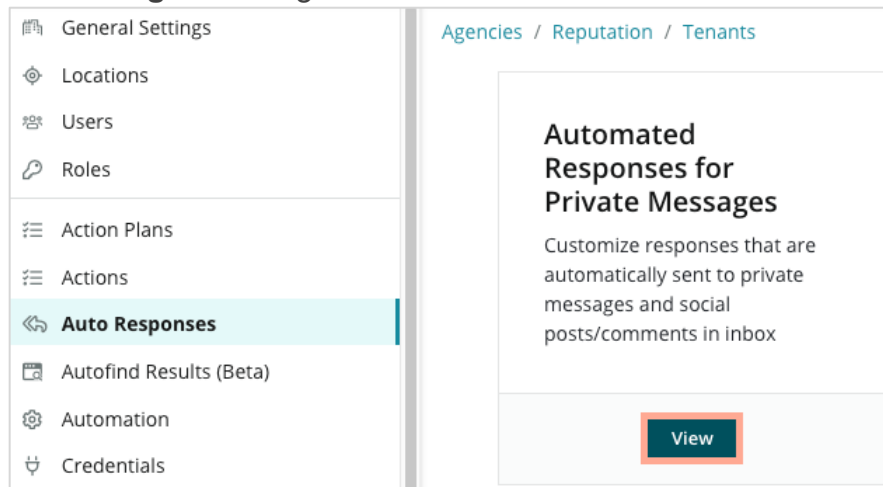 General Settings
Locations
Users
Roles
Action Plans
Actions
Auto Responses
Autofind Results (Beta)
Automation
Credentials
Agencies / Reputation / Tenants
Automated
Responses for
Private Messages
Customize responses that are
automatically sent to private
messages and social
posts/comments in inbox
View